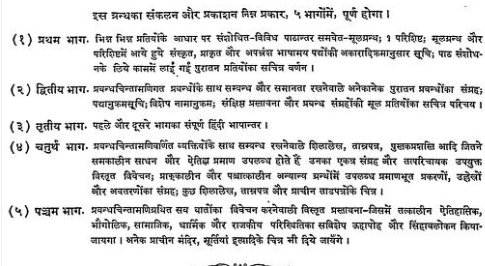 इस ग्रन्थका संकलन और प्रकाशन निम्न प्रकार, ५ भागोंमें, पूर्ण होगा ।
(१) प्रथम भाग. भिन्न भिन्न प्रतियोंके आधार पर संशोधित-विविध पाठान्तर समवेत-मूलग्रन्थ; १ परिशिष्ट; मूलग्रन्थ और
परिशिष्टमें आये हुये संस्कृत, प्राकृत और अपभ्रंश भाषामय पद्योंकी अकारादिक्रमानुसार सूचि; पाठ संशोध-
नके लिये काममें लाई गई पुरातन प्रतियोंका सचित्र वर्णन ।
(२) द्वितीय भाग. प्रबन्धचिन्तामणिगत प्रबन्धोंके साथ सम्बन्ध और समानता रखनेवाले अनेकानेक पुरातन प्रबन्धोंका संग्रह;
पद्यानुक्रमसूचि; विशेष नामानुक्रम; संक्षिप्त प्रस्तावना और प्रबन्ध संग्रहोंकी मूल प्रतियोंका सचित्र परिचय ।
(३) तृतीय भाग. पहले और दूसरे भागका संपूर्ण हिंदी भाषान्तर ।
(४) चतुर्थ भाग. प्रबन्धचिन्तामणिवर्णित व्यक्तियोंके साथ सम्बन्ध रखनेवाले शिलालेख, ताम्रपत्र, पुस्तकप्रशस्ति आदि जितने
समकालीन साधन और ऐतिह्य प्रमाण उपलब्ध होते हैं उनका एकत्र संग्रह और तत्परिचायक उपयुक्त
विस्तृत विवेचन; प्राक्कालीन और पश्चात्कालीन अन्यान्य ग्रन्थोंमें उपलब्ध प्रमाणभूत प्रकरणों, उल्लेखों
और अवतरणोंका संग्रह; कुछ शिलालेख, ताम्रपत्र और प्राचीन ताडपत्रोंके चित्र ।
(५) पञ्चम भाग. प्रबन्धचिन्तामणिग्रथित सब बातोंका विवेचन करनेवाली विस्तृत प्रस्तावना-जिसमें तत्कालीन ऐतिहासिक,
भौगोलिक, सामाजिक, धार्मिक और राजकीय परिस्थितिका सविशेष ऊहापोह और सिंहावलोकन किया-
जायगा । अनेक प्राचीन मंदिर, मूर्तियां इत्यादिके चित्र भी दिये जायँगे ।